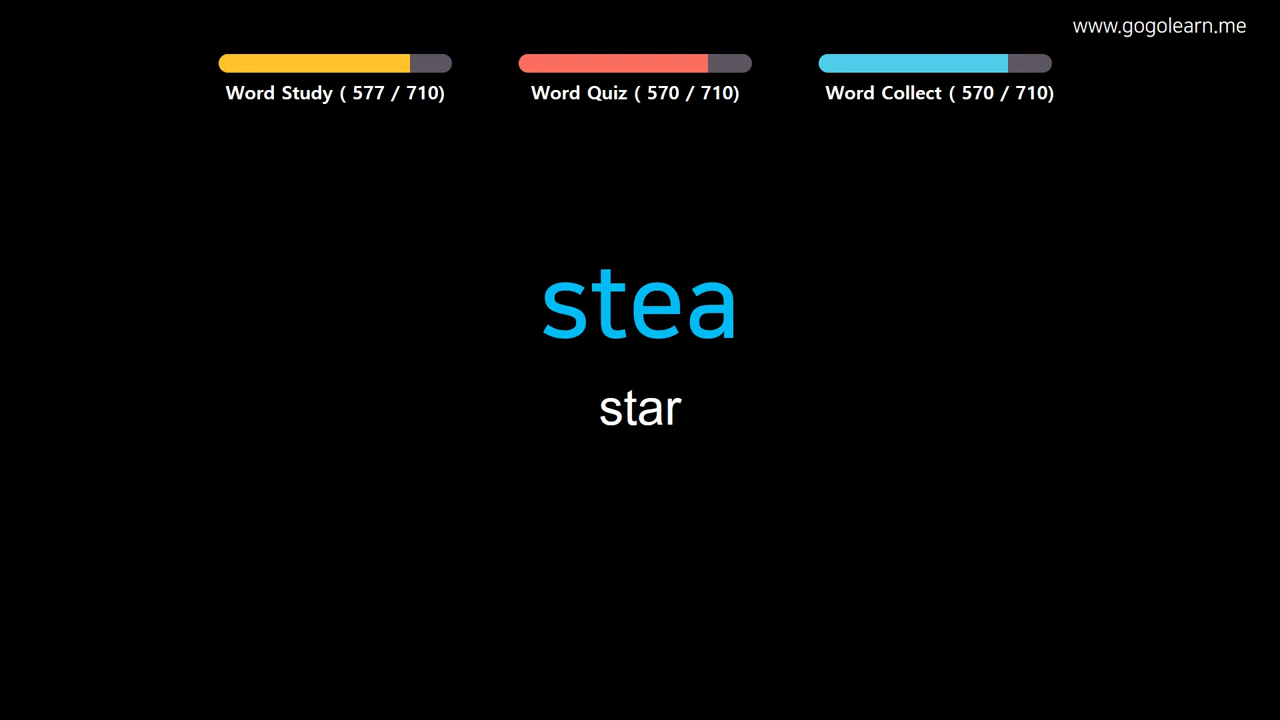 www.gogolearn.me
Word Study ( 577 / 710)
Word Quiz ( 570 / 710)
Word Collect ( 570 / 710)
stea
star